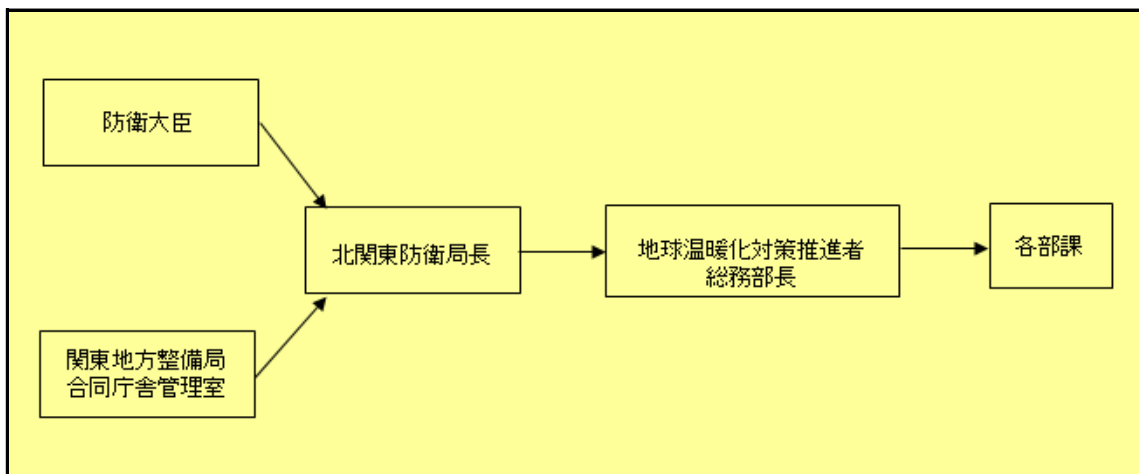 防衛大臣
北関東防衛局長
地球温暖化対策推進者
総務部長
各部課
関東地方整備局
合同庁舎管理室